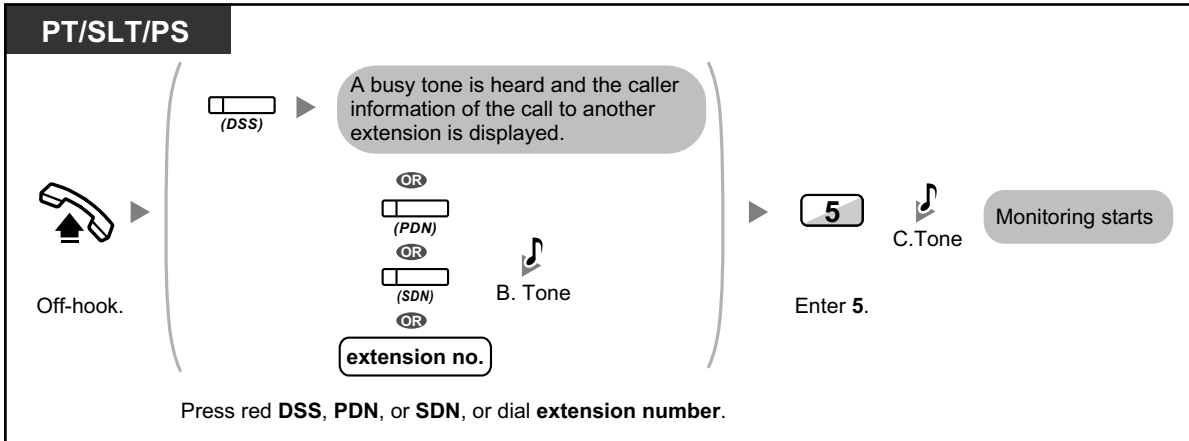 PT/SLT/PS
(DSS)
A busy tone is heard and the caller
information of the call to another
extension is displayed.
OR
(PDN)
OR
(SDN)
B. Tone
OR
extension no.
5
C.Tone
Monitoring starts
Off-hook.
Enter 5.
Press red DSS, PDN, or SDN, or dial extension number.